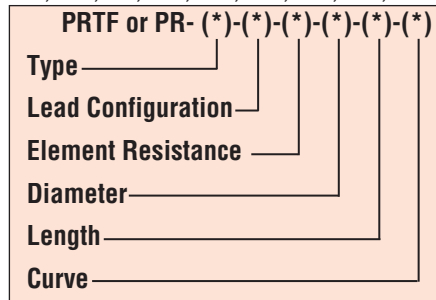 PRTF or PR- (*)-(*)-(*)-(*)-(*)-(*)
Type
Lead Configuration
Element Resistance
Diameter
Length
Curve